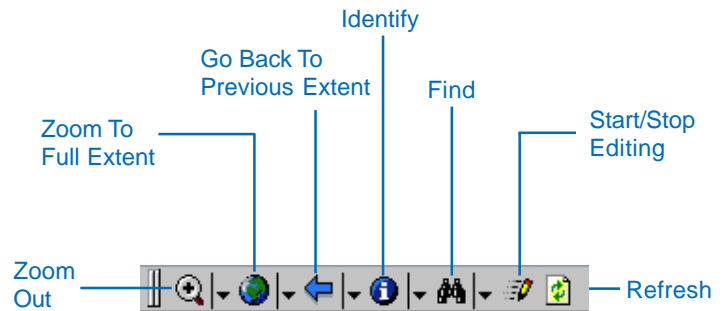 Identify
Go Back To
Previous Extent
Find
Start/Stop
Editing
Zoom To
Full Extent
Zoom
Out
Refresh